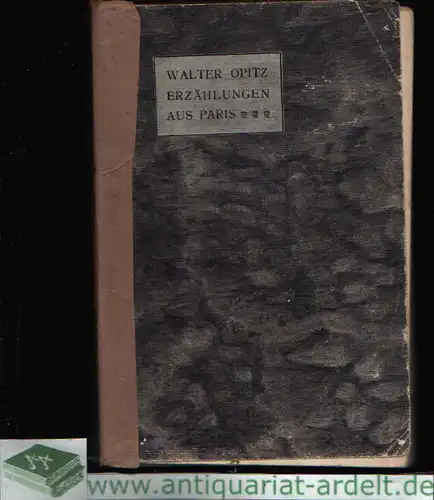 WALTER OPITZ
ERZÄHLUNGEN
AUS PARIS
www.antiquariat-ardelt.de